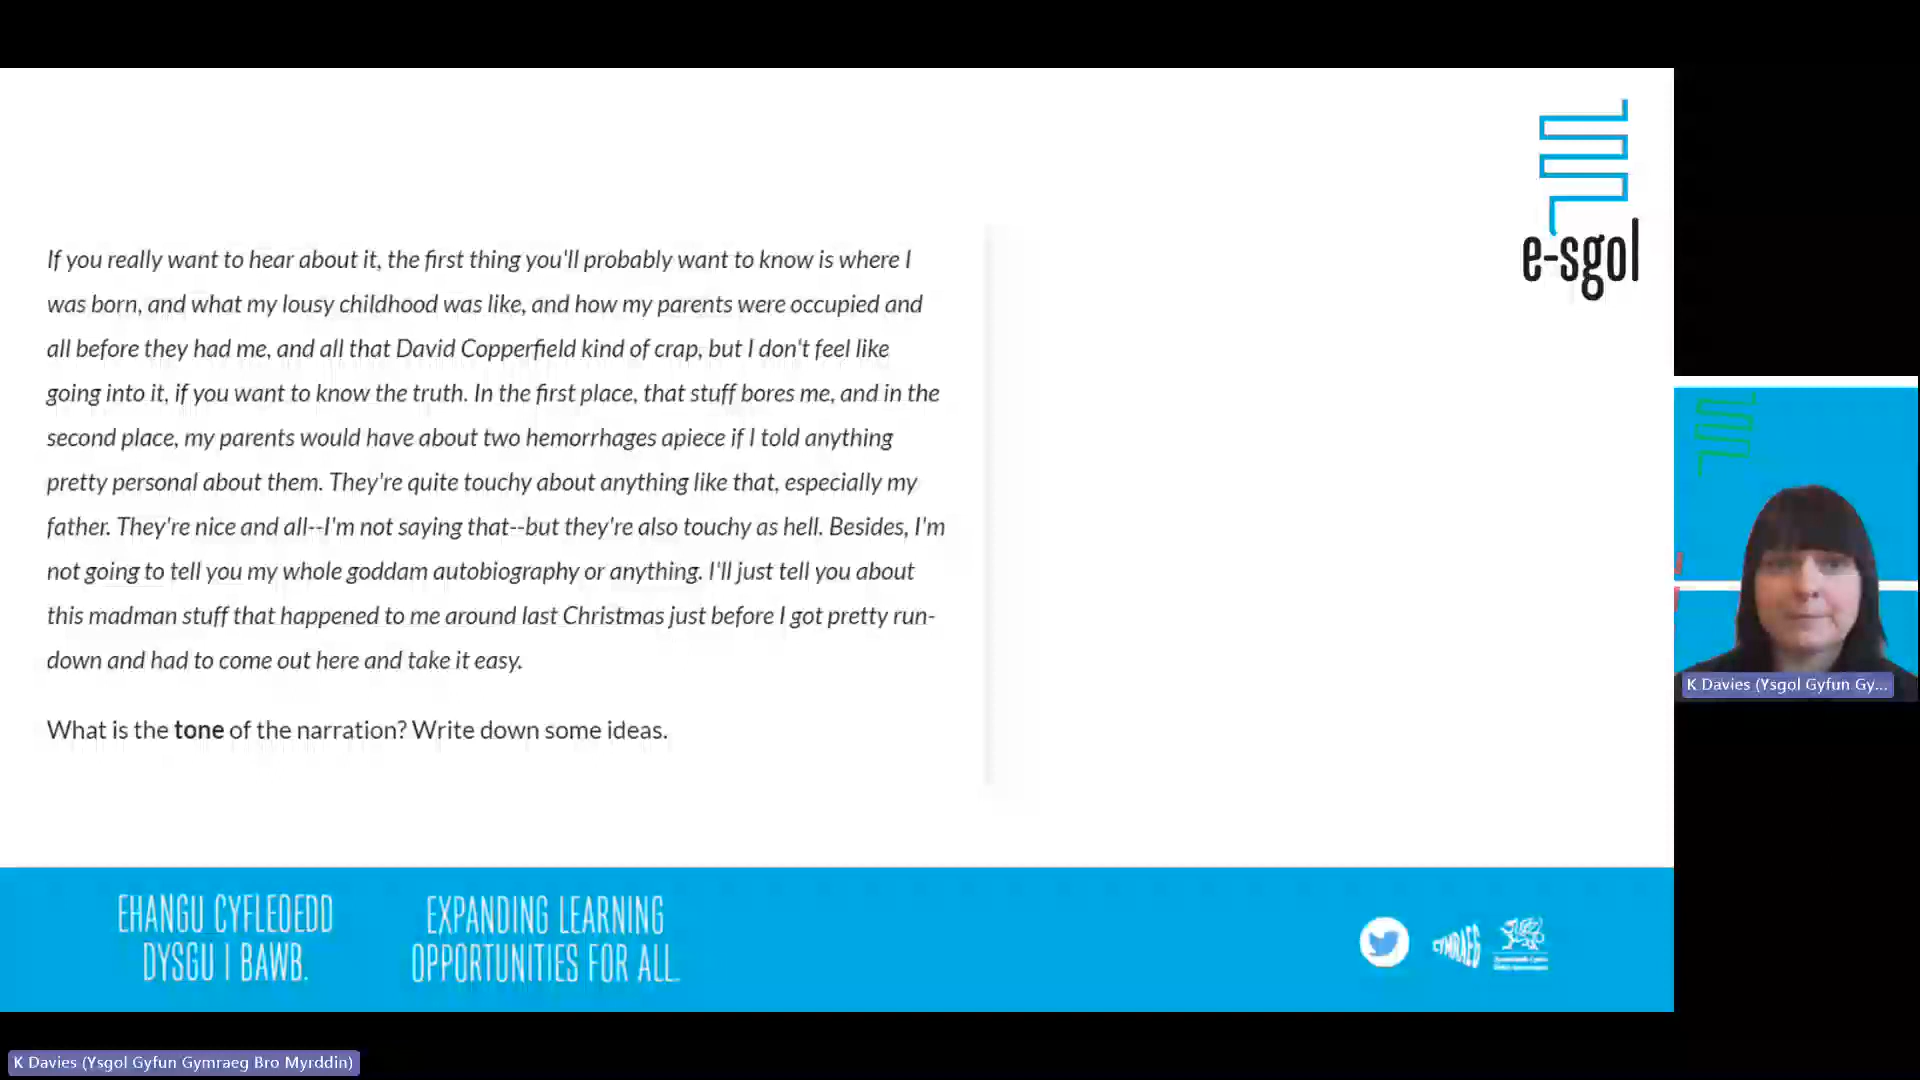 e-sgol
If you really want to hear about it, the first thing you'll probably want to know is where I
was born, and what my lousy childhood was like, and how my parents were occupied and
all before they had me, and all that David Copperfield kind of crap, but I don't feel like
going into it, if you want to know the truth. In the first place, that stuff bores me, and in the
second place, my parents would have about two hemorrhages apiece if I told anything
pretty personal about them. They're quite touchy about anything like that, especially my
father. They're nice and all--I'm not saying that--but they're also touchy as hell. Besides, I'm
not going to tell you my whole goddam autobiography or anything. I'll just tell you about
this madman stuff that happened to me around last Christmas just before I got pretty run-
down and had to come out here and take it easy.
What is the tone of the narration? Write down some ideas.
K Davies (Ysgol Gyfun Gy...
EHANGU CYFLEOEDD
DYSGU I BAWB.
EXPANDING LEARNING
OPPORTUNITIES FOR ALL.
CYMRAEG
K Davies (Ysgol Gyfun Gymraeg Bro Myrddin)